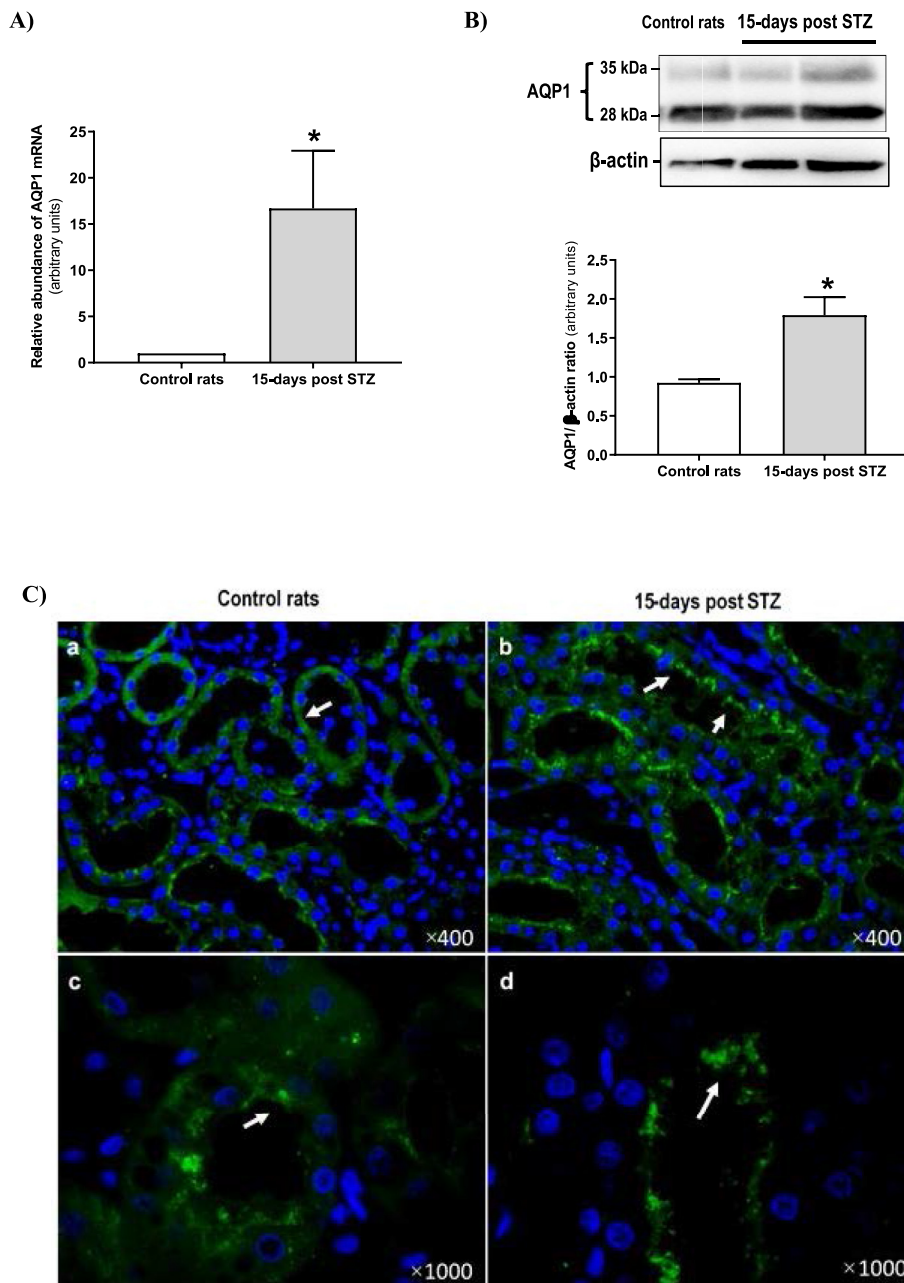 A)
Relative abundance of AQP1 mRNA
(arbitrary units)
25
20
15
10
5
0
*
Control rats
15-days post STZ
B)
Control rats
15-days post STZ
AQP1
35 kDa
28 kDa
β-actin
AQP1/ β-actin ratio (arbitrary units)
2.5
2.0
1.5
1.0
0.5
0.0
*
Control rats
15-days post STZ
C)
Control rats
15-days post STZ
a
×400
b
×400
c
×1000
d
×1000